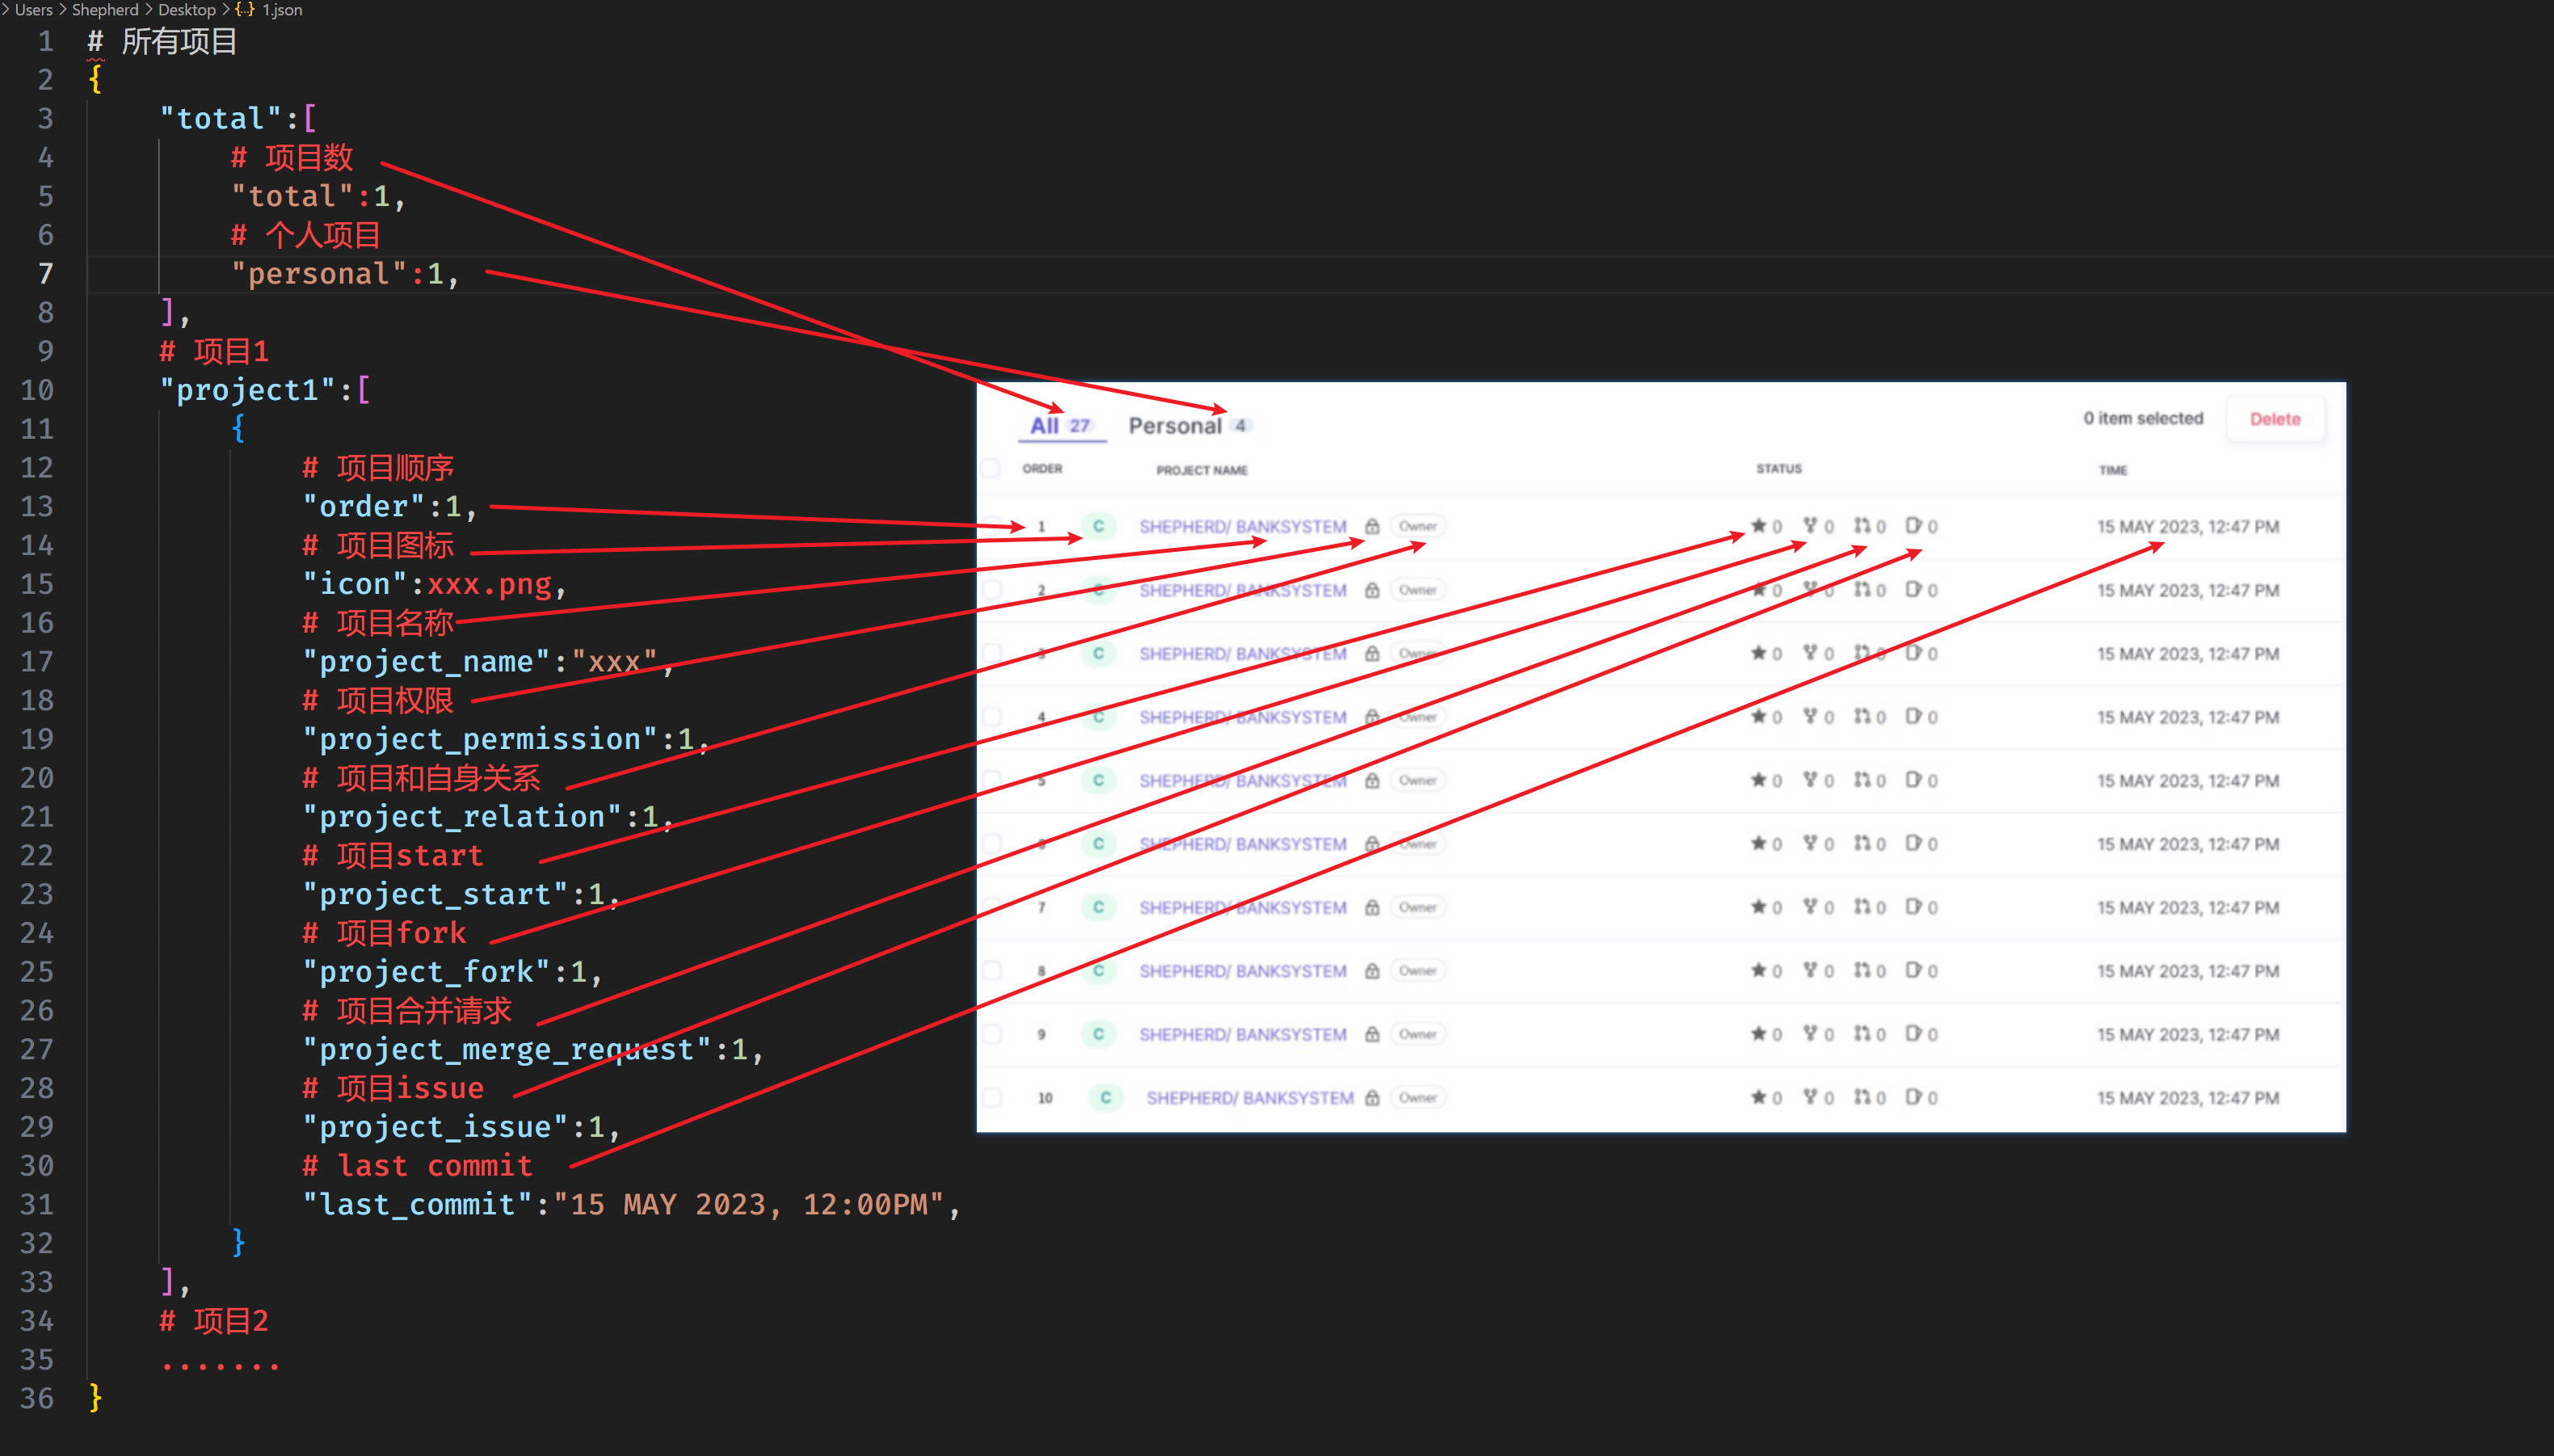 Users > Shepherd > Desktop > {..} 1.json
1 # 所有项目
2 {
3 "total":[
4 # 项目数
5 "total":1,
6 # 个人项目
7 "personal":1,
8 ],
9 # 项目1
10 "project1":[
11 {
12 # 项目顺序
13 "order":1,
14 # 项目图标
15 "icon":xxx.png,
16 # 项目名称
17 "project_name":"xxx",
18 # 项目权限
19 "project_permission":1,
20 # 项目和自身关系
21 "project_relation":1,
22 # 项目start
23 "project_start":1,
24 # 项目fork
25 "project_fork":1,
26 # 项目合并请求
27 "project_merge_request":1,
28 # 项目issue
29 "project_issue":1,
30 # last commit
31 "last_commit":"15 MAY 2023, 12:00PM",
32 }
33 ],
34 # 项目2
35 .......
36 }
All 27 Personal 4 0 item selected Delete
ORDER PROJECT NAME STATUS TIME
1 C SHEPHERD/ BANKSYSTEM Owner 0 0 0 0 15 MAY 2023, 12:47 PM
2 C SHEPHERD/ BANKSYSTEM Owner 0 0 0 0 15 MAY 2023, 12:47 PM
3 C SHEPHERD/ BANKSYSTEM Owner 0 0 0 0 15 MAY 2023, 12:47 PM
4 C SHEPHERD/ BANKSYSTEM Owner 0 0 0 0 15 MAY 2023, 12:47 PM
5 C SHEPHERD/ BANKSYSTEM Owner 0 0 0 0 15 MAY 2023, 12:47 PM
6 C SHEPHERD/ BANKSYSTEM Owner 0 0 0 0 15 MAY 2023, 12:47 PM
7 C SHEPHERD/ BANKSYSTEM Owner 0 0 0 0 15 MAY 2023, 12:47 PM
8 C SHEPHERD/ BANKSYSTEM Owner 0 0 0 0 15 MAY 2023, 12:47 PM
9 C SHEPHERD/ BANKSYSTEM Owner 0 0 0 0 15 MAY 2023, 12:47 PM
10 C SHEPHERD/ BANKSYSTEM Owner 0 0 0 0 15 MAY 2023, 12:47 PM